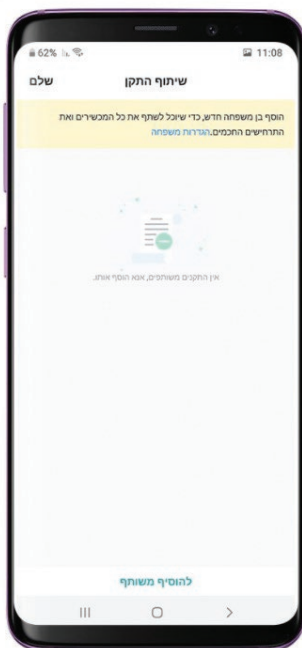 62% 11:08
שיתוף התקן
שלם
הוסף בן משפחה חדש, כדי שיוכל לשתף את כל המכשירים ואת
התרחישים החכמים.הגדרות משפחה
אין התקנים משותפים, אנא הוסף אותו.
להוסיף משותף